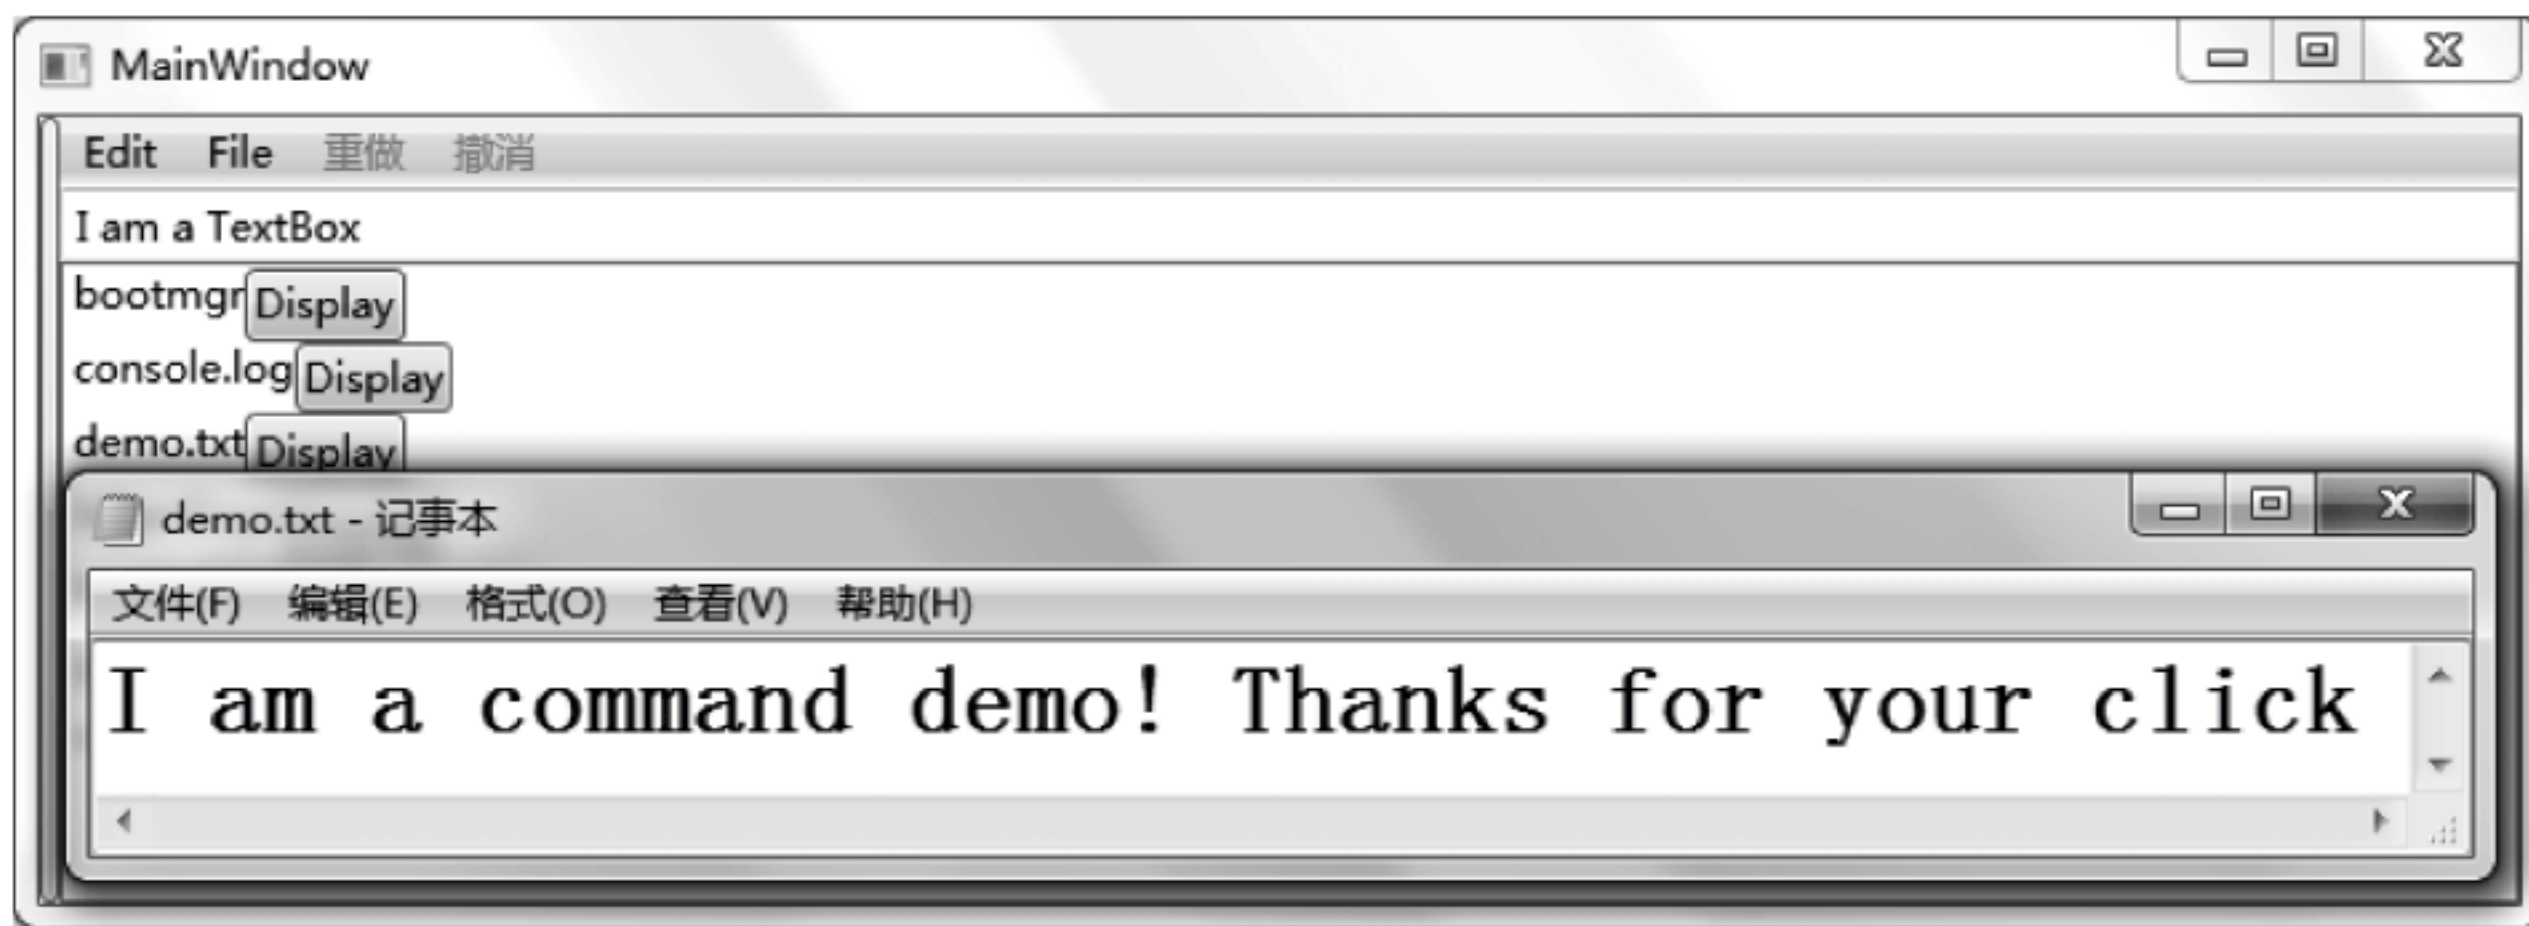 MainWindow
Edit File 重做 撤消
I am a TextBox
bootmgr Display
console.log Display
demo.txt Display
demo.txt - 记事本
文件(F) 编辑(E) 格式(O) 查看(V) 帮助(H)
I am a command demo! Thanks for your click